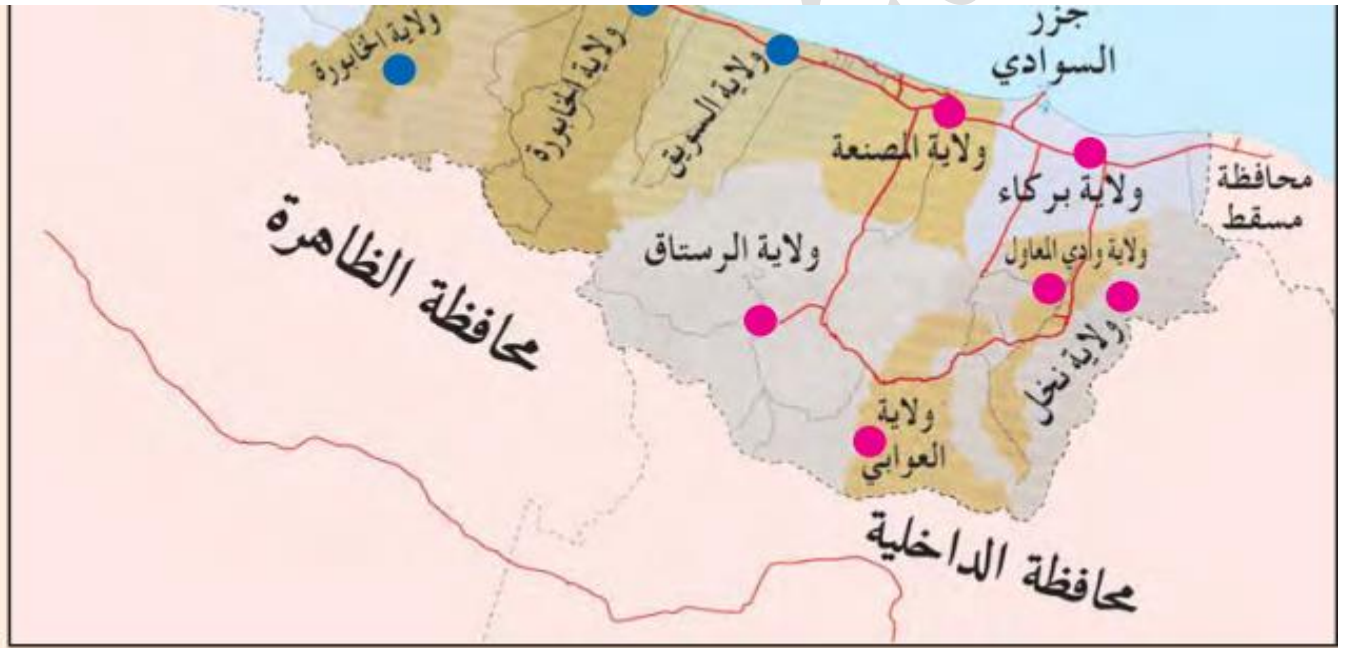 جزر
السوادي
ولاية الخابورة
ولاية الخابورة
ولاية السويق
ولاية المصنعة
ولاية بركاء
محافظة
مسقط
ولاية وادي المعاول
ولاية الرستاق
محافظة الظاهرة
ولاية نخل
ولاية
العوابي
محافظة الداخلية